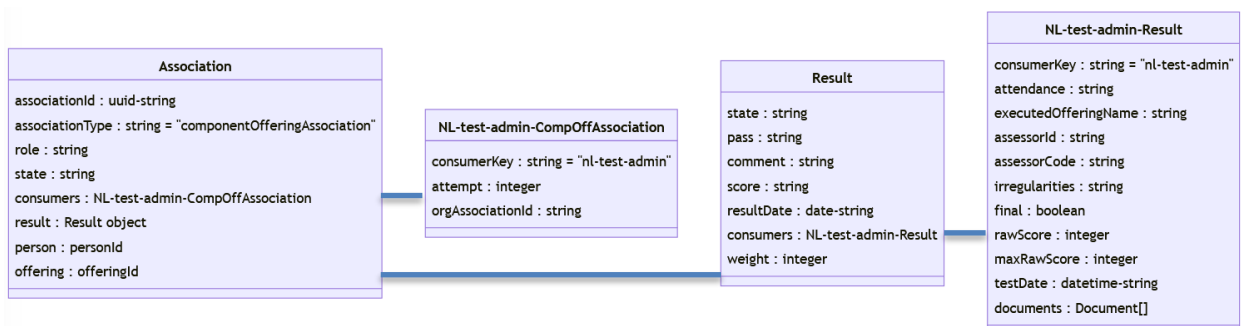 Association
associationId : uuid-string
associationType : string = "componentOfferingAssociation"
role : string
state : string
consumers : NL-test-admin-CompOffAssociation
result : Result object
person : personId
offering : offeringId
NL-test-admin-CompOffAssociation
consumerKey : string = "nl-test-admin"
attempt : integer
orgAssociationId : string
Result
state : string
pass : string
comment : string
score : string
resultDate : date-string
consumers : NL-test-admin-Result
weight : integer
NL-test-admin-Result
consumerKey : string = "nl-test-admin"
attendance : string
executedOfferingName : string
assessorId : string
assessorCode : string
irregularities : string
final : boolean
rawScore : integer
maxRawScore : integer
testDate : datetime-string
documents : Document[]